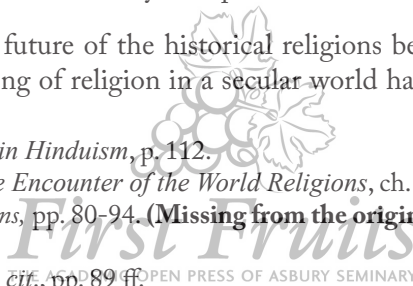 future of the historical religions be
ng of religion in a secular world ha
in Hinduism, p. 112.
e Encounter of the World Religions, ch.
ns, pp. 80-94. (Missing from the origin
First Fruits
THE ACADEMIC OPEN PRESS OF ASBURY SEMINARY
cit., pp. 89 ff.